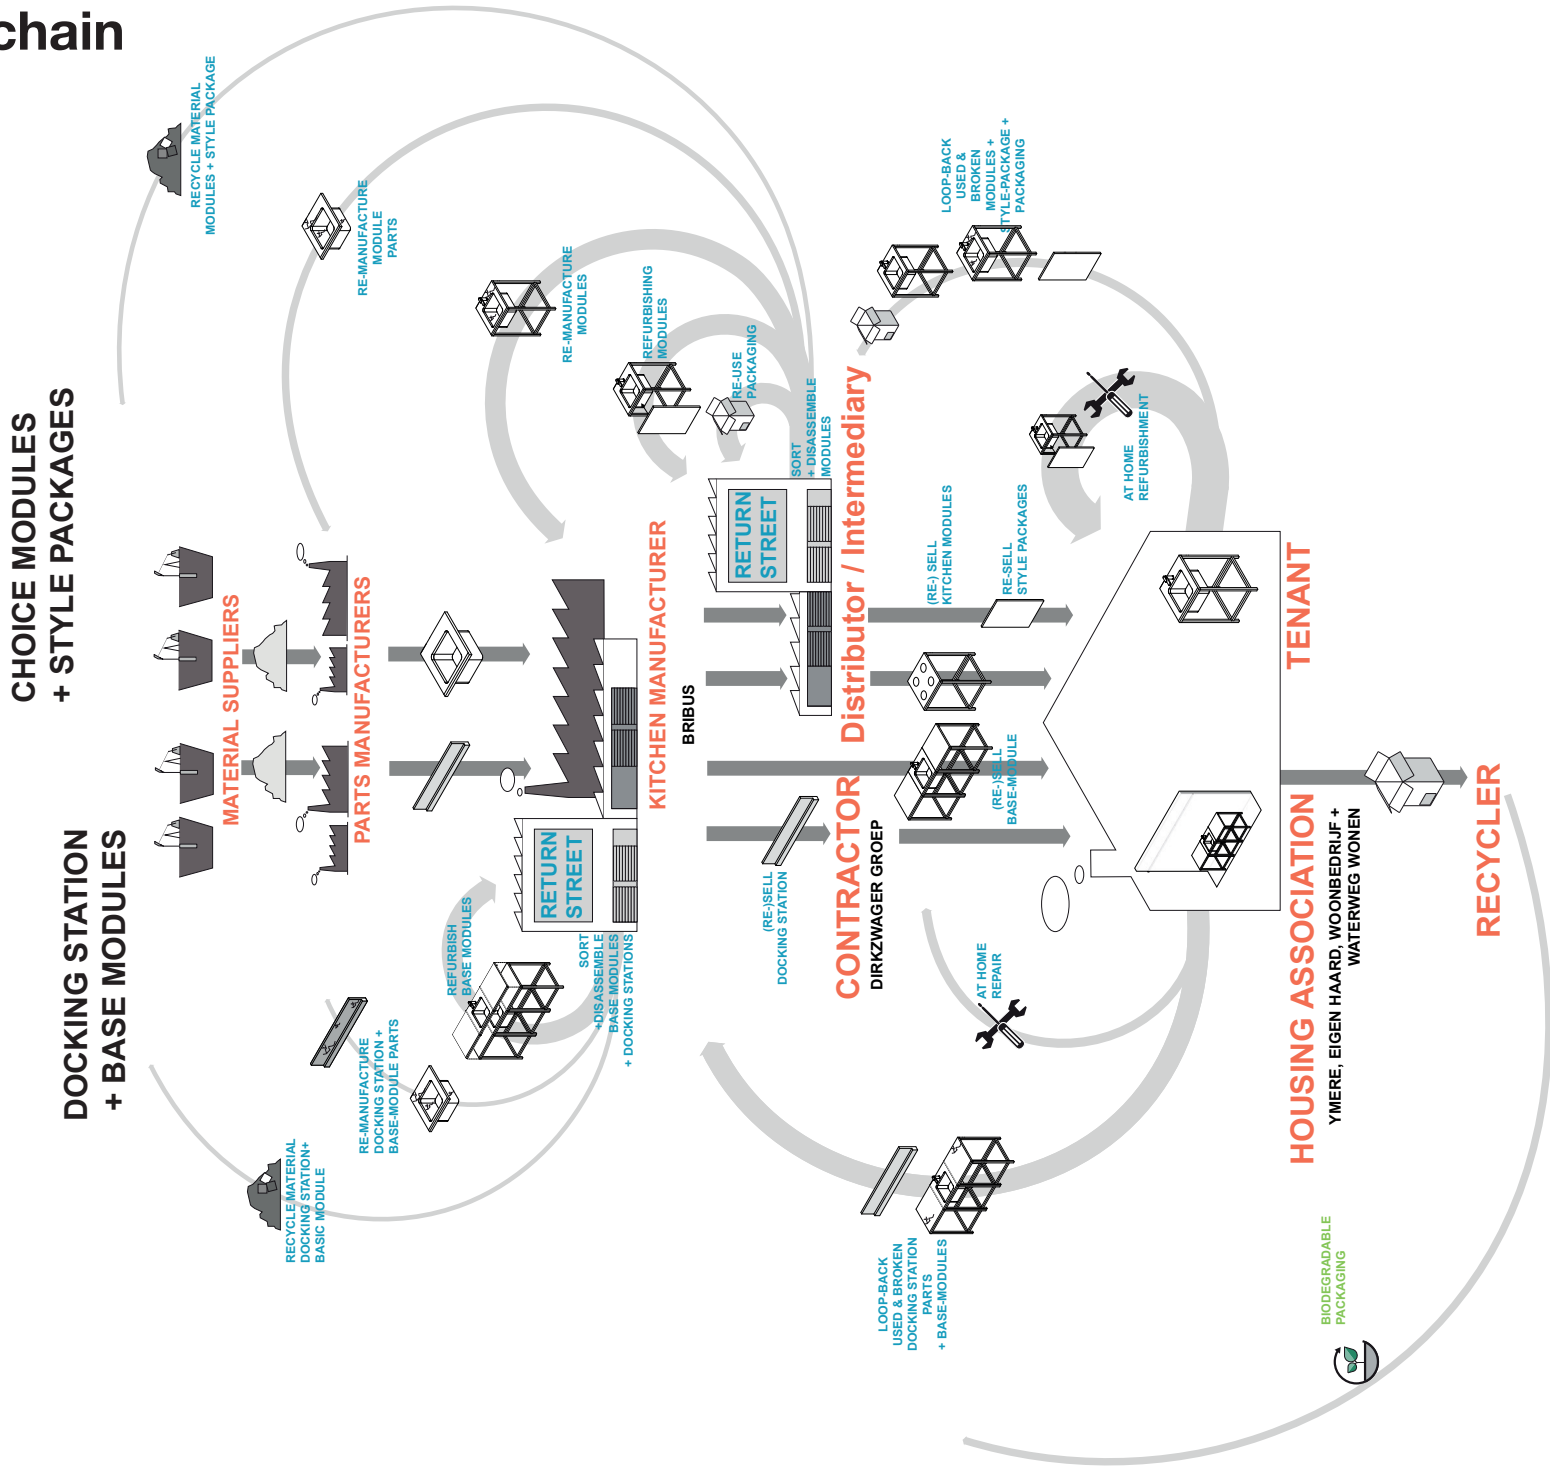 chain
CHOICE MODULES
+ STYLE PACKAGES
DOCKING STATION
+ BASE MODULES
RECYCLE MATERIAL
MODULES + STYLE PACKAGE
RE-MANUFACTURE
MODULE
PARTS
RE-MANUFACTURE
MODULES
REFURBISHING
MODULES
RE-USE
PACKAGING
SORT
+ DISASSEMBLE
MODULES
LOOP-BACK
USED &
BROKEN
MODULES +
STYLE-PACKAGE +
PACKAGING
AT HOME
REFURBISHMENT
MATERIAL SUPPLIERS
PARTS MANUFACTURERS
KITCHEN MANUFACTURER
BRIBUS
RETURN
STREET
Distributor / Intermediary
(RE-) SELL
KITCHEN MODULES
RE-SELL
STYLE PACKAGES
(RE-)SELL
BASE-MODULE
TENANT
RETURN
STREET
REFURBISH
BASE MODULES
SORT
+DISASSEMBLE
BASE MODULES
+ DOCKING STATIONS
(RE-)SELL
DOCKING STATION
CONTRACTOR
DIRKZWAGER GROEP
AT HOME
REPAIR
RE-MANUFACTURE
DOCKING STATION +
BASE-MODULE PARTS
RECYCLE MATERIAL
DOCKING STATION+
BASIC MODULE
LOOP-BACK
USED & BROKEN
DOCKING STATION
PARTS
+ BASE-MODULES
HOUSING ASSOCIATION
YMERE, EIGEN HAARD, WOONBEDRIJF +
WATERWEG WONEN
RECYCLER
BIODEGRADABLE
PACKAGING